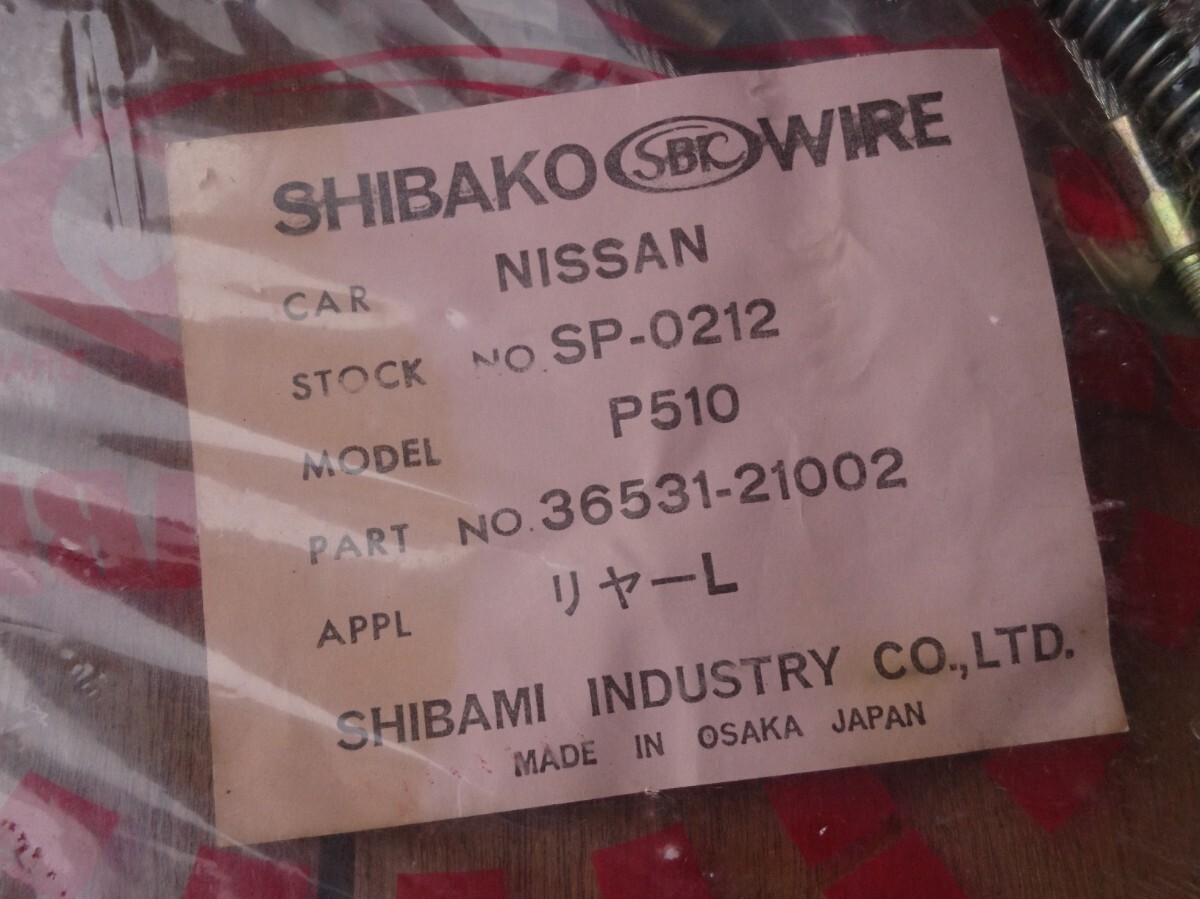 SHIBAKO SBK WIRE
CAR NISSAN
STOCK NO. SP-0212
MODEL P510
PART NO. 36531-21002
APPL リヤーL
SHIBAMI INDUSTRY CO.,LTD.
MADE IN OSAKA JAPAN